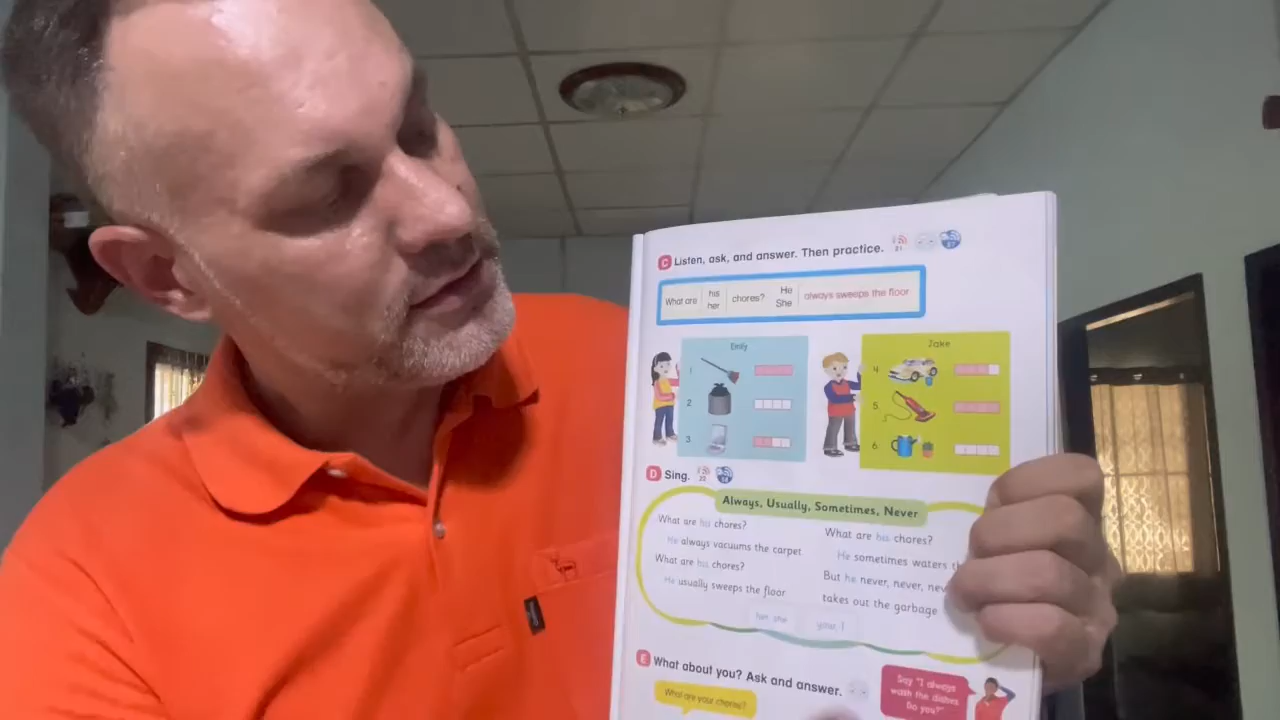 C Listen, ask, and answer. Then practice.
What are his chores? He always sweeps the floor
her She
Emily
1.
2.
3.
Jake
4.
5.
6.
D Sing.
Always, Usually, Sometimes, Never
What are his chores?
He always vacuums the carpet
What are his chores?
He usually sweeps the floor
What are his chores?
He sometimes waters th
But he never, never, nev
takes out the garbage
her, she
your, I
E What about you? Ask and answer.
What are your chores?
Say "I always
wash the dishes.
Do you?"